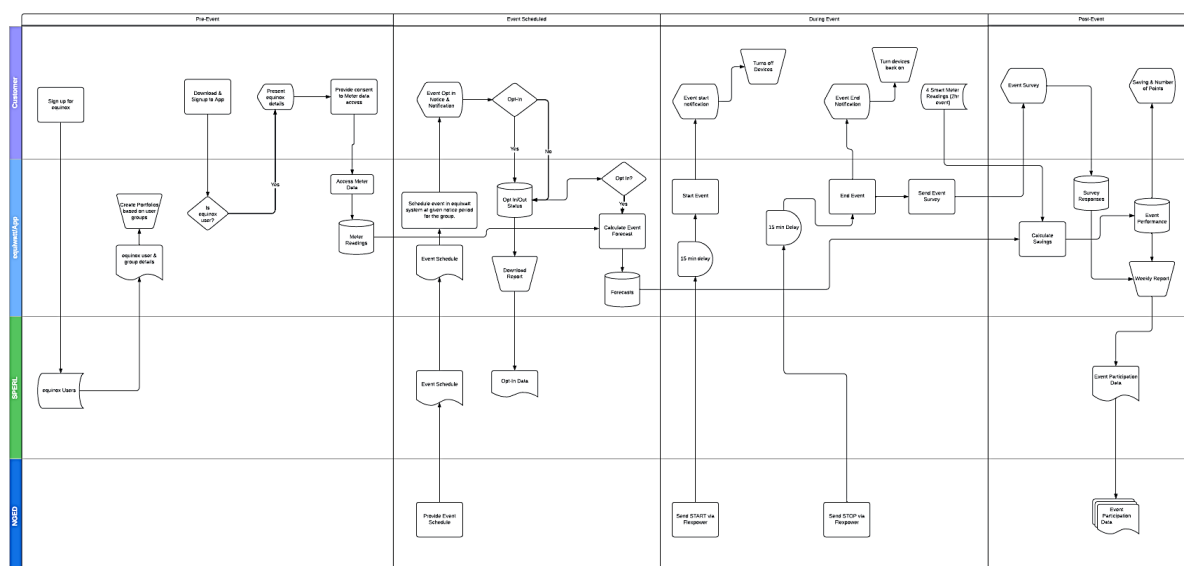 Pre-Event
Event Scheduled
During Event
Post-Event
Customer
Sign up for
equinox
Download &
Signup to App
Present
equinox
details
Provide consent
to Meter data
access
Event Opt in
Notice &
Notification
Opt-In
Event start
notification
Turns off
Devices
Event End
Notification
Turn devices
back on
4 Smart Meter
Readings (2hr
event)
Event Survey
Saving & Number
of Points
Yes
No
equiwatt/App
Create Portfolios
based on user
groups
equinox user &
group details
Is
equinox
user?
Yes
Access Meter
Data
Meter
Readings
Schedule event in equiwatt
system at given notice period
for the group.
Event Schedule
Opt In/Out
Status
Download
Report
Opt In?
Yes
Calculate Event
Forecast
Forecasts
Start Event
15 min delay
15 min Delay
End Event
Send Event
Survey
Calculate
Savings
Survey
Responses
Event
Performance
Weekly Report
SPERL
equinox Users
Event Schedule
Opt-In Data
Event Participation
Data
NGED
Provide Event
Schedule
Send START via
Flexpower
Send STOP via
Flexpower
Event
Participation
Data